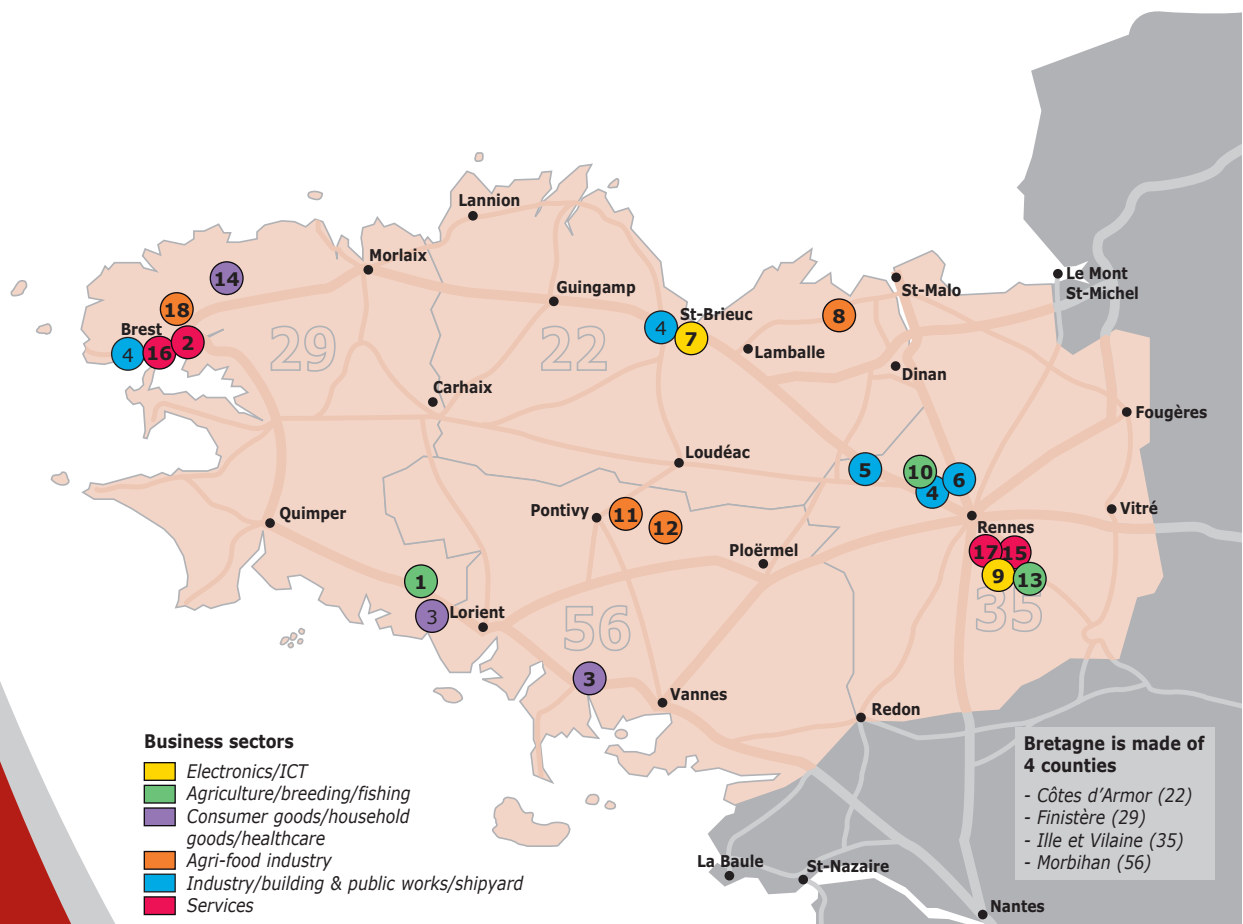 Lannion
Morlaix
Le Mont
St-Michel
14
St-Malo
Guingamp
18
St-Brieuc
8
Brest
4
7
2
4
16
29
22
Lamballe
Dinan
Carhaix
Fougères
Loudéac
5
10
6
4
Pontivy
11
12
Quimper
Vitré
Rennes
Ploërmel
17
15
9
13
1
3
Lorient
56
35
3
Vannes
Redon
Business sectors
Electronics/ICT
Agriculture/breeding/fishing
Consumer goods/household
goods/healthcare
Agri-food industry
Industry/building & public works/shipyard
Services
Bretagne is made of
4 counties
- Côtes d'Armor (22)
- Finistère (29)
- Ille et Vilaine (35)
- Morbihan (56)
La Baule
St-Nazaire
Nantes